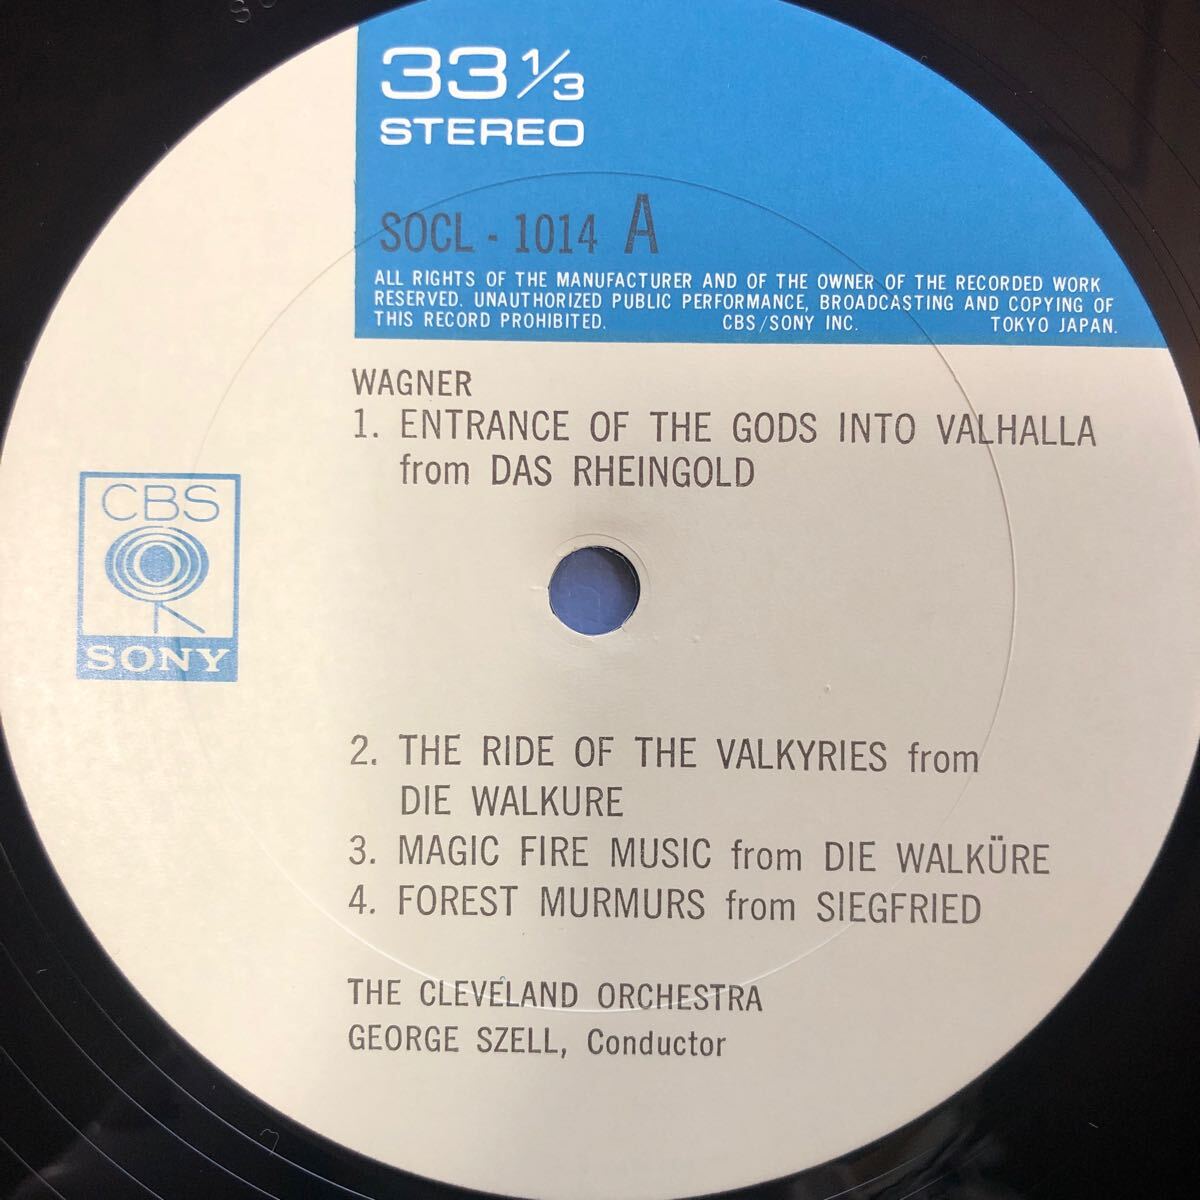 33 1/3
STEREO
SOCL - 1014 A
ALL RIGHTS OF THE MANUFACTURER AND OF THE OWNER OF THE RECORDED WORK
RESERVED. UNAUTHORIZED PUBLIC PERFORMANCE, BROADCASTING AND COPYING OF
THIS RECORD PROHIBITED. CBS/SONY INC. TOKYO JAPAN.
WAGNER
1. ENTRANCE OF THE GODS INTO VALHALLA
from DAS RHEINGOLD
CBS
SONY
2. THE RIDE OF THE VALKYRIES from
DIE WALKURE
3. MAGIC FIRE MUSIC from DIE WALKÜRE
4. FOREST MURMURS from SIEGFRIED
THE CLEVELAND ORCHESTRA
GEORGE SZELL, Conductor